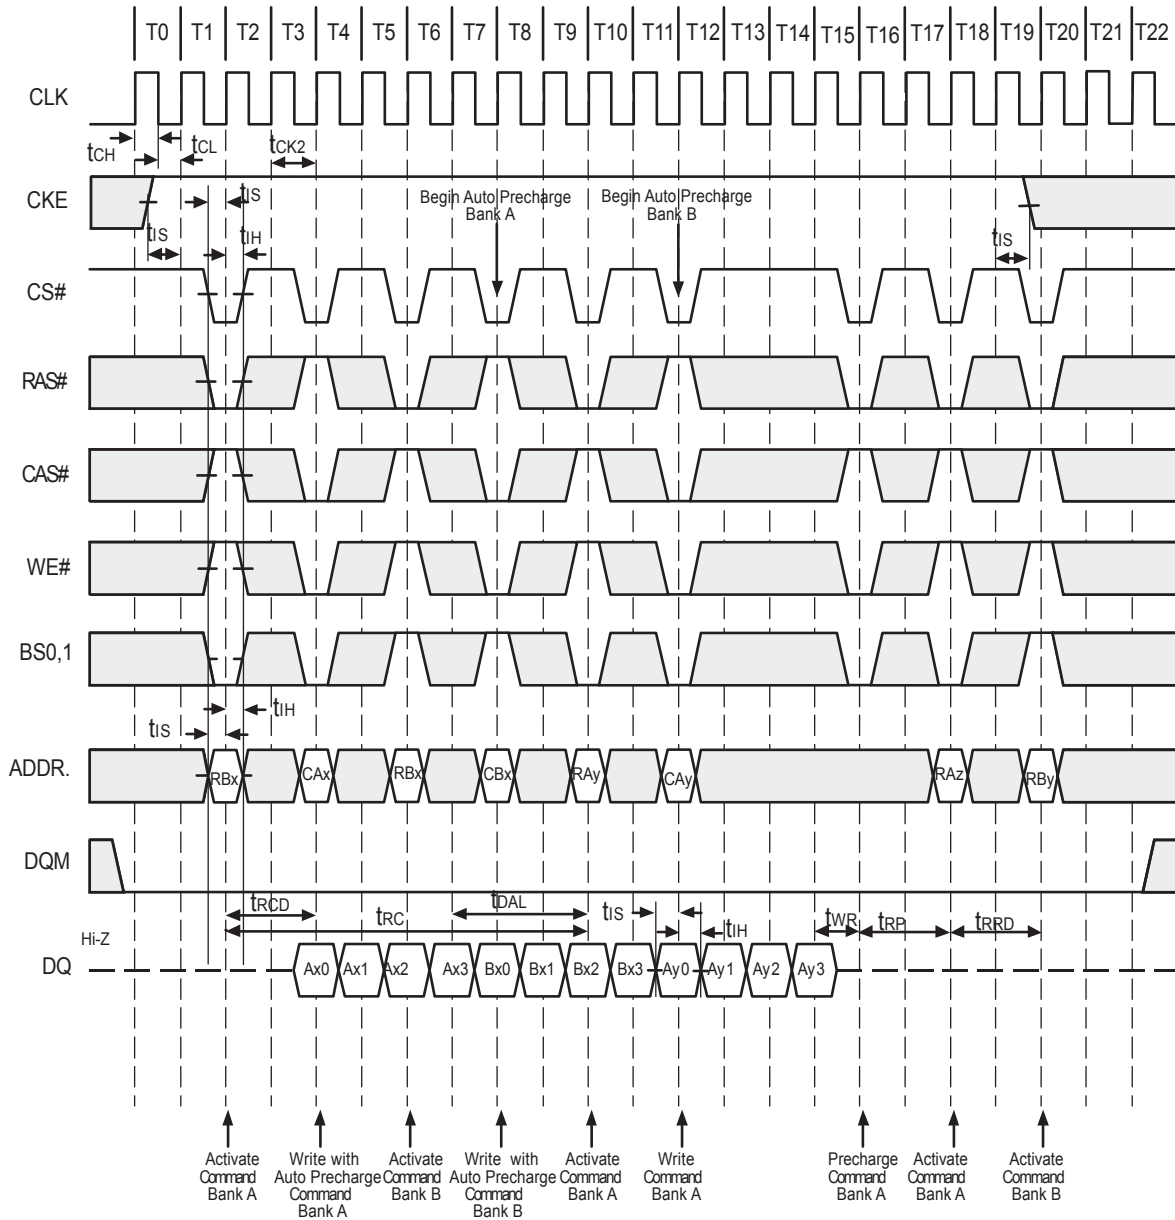 T0 T1 T2 T3 T4 T5 T6 T7 T8 T9 T10 T11 T12 T13 T14 T15 T16 T17 T18 T19 T20 T21 T22
CLK
tCH tCL tCK2
CKE
tIS
Begin Auto Precharge
Bank A
Begin Auto Precharge
Bank B
tIS tIH tIS
CS#
RAS#
CAS#
WE#
BS0,1
tIS tIH
ADDR.
RBx CAx RBx CBx RAy CAy RAz RBy
DQM
tRCD tRC tDAL tIS tIH tWR tRP tRRD
Hi-Z
DQ
Ax0 Ax1 Ax2 Ax3 Bx0 Bx1 Bx2 Bx3 Ay0 Ay1 Ay2 Ay3
Activate
Command
Bank A
Write with
Auto Precharge
Command
Bank A
Activate
Command
Bank B
Write with
Auto Precharge
Command
Bank B
Activate
Command
Bank A
Write
Command
Bank A
Precharge
Command
Bank A
Activate
Command
Bank A
Activate
Command
Bank B